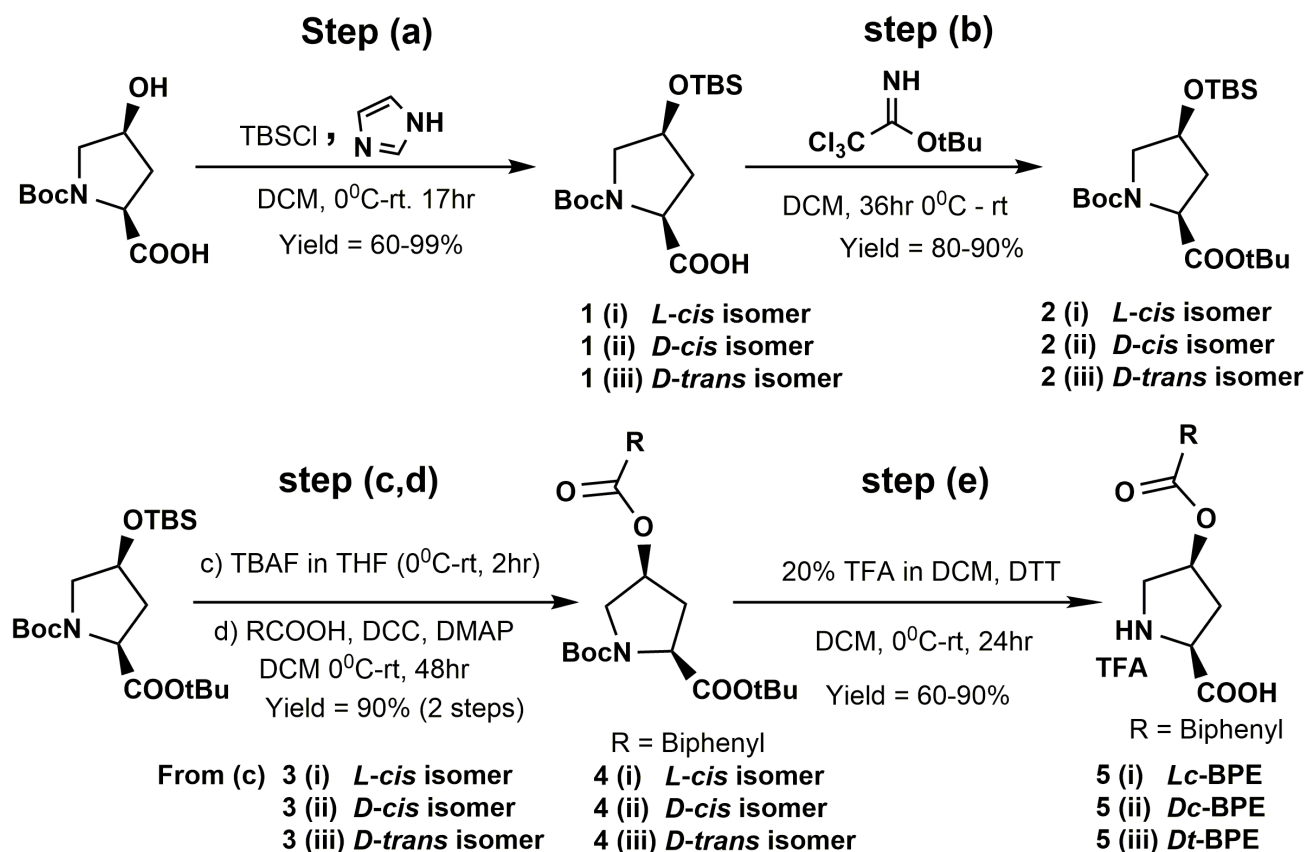 Step (a)
step (b)
OH
BocN
COOH
TBSCl , N NH
DCM, 0⁰C-rt. 17hr
Yield = 60-99%
OTBS
BocN
COOH
NH
Cl₃C OtBu
DCM, 36hr 0⁰C - rt
Yield = 80-90%
OTBS
BocN
COOtBu
1 (i) L-cis isomer
1 (ii) D-cis isomer
1 (iii) D-trans isomer
2 (i) L-cis isomer
2 (ii) D-cis isomer
2 (iii) D-trans isomer
step (c,d)
step (e)
OTBS
BocN
COOtBu
c) TBAF in THF (0⁰C-rt, 2hr)
d) RCOOH, DCC, DMAP
DCM 0⁰C-rt, 48hr
Yield = 90% (2 steps)
R
O
O
BocN
COOtBu
R = Biphenyl
20% TFA in DCM, DTT
DCM, 0⁰C-rt, 24hr
Yield = 60-90%
R
O
O
HN
TFA
COOH
R = Biphenyl
From (c) 3 (i) L-cis isomer
3 (ii) D-cis isomer
3 (iii) D-trans isomer
4 (i) L-cis isomer
4 (ii) D-cis isomer
4 (iii) D-trans isomer
5 (i) Lc-BPE
5 (ii) Dc-BPE
5 (iii) Dt-BPE